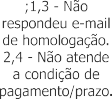 ;1,3 - Não
respondeu e-mail
de homologação.
2,4 - Não atende
a condição de
pagamento/prazo.